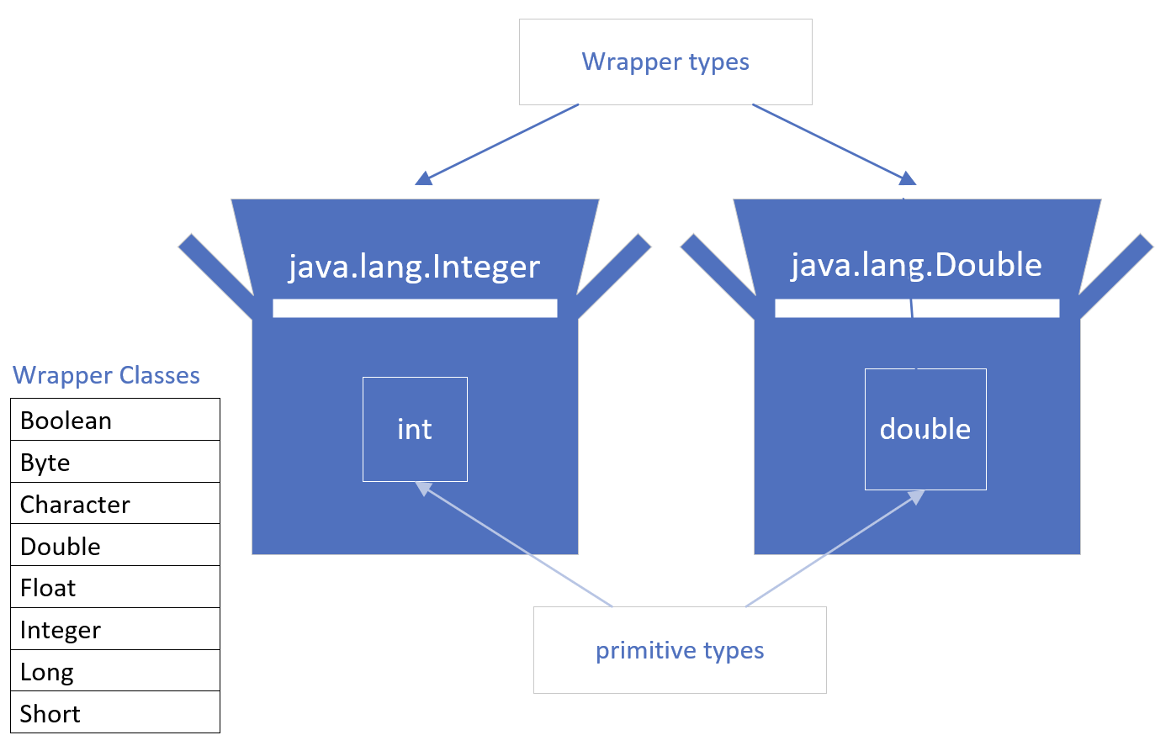 Wrapper types
java.lang.Integer
java.lang.Double
Wrapper Classes
Boolean
Byte
Character
Double
Float
Integer
Long
Short
int
double
primitive types